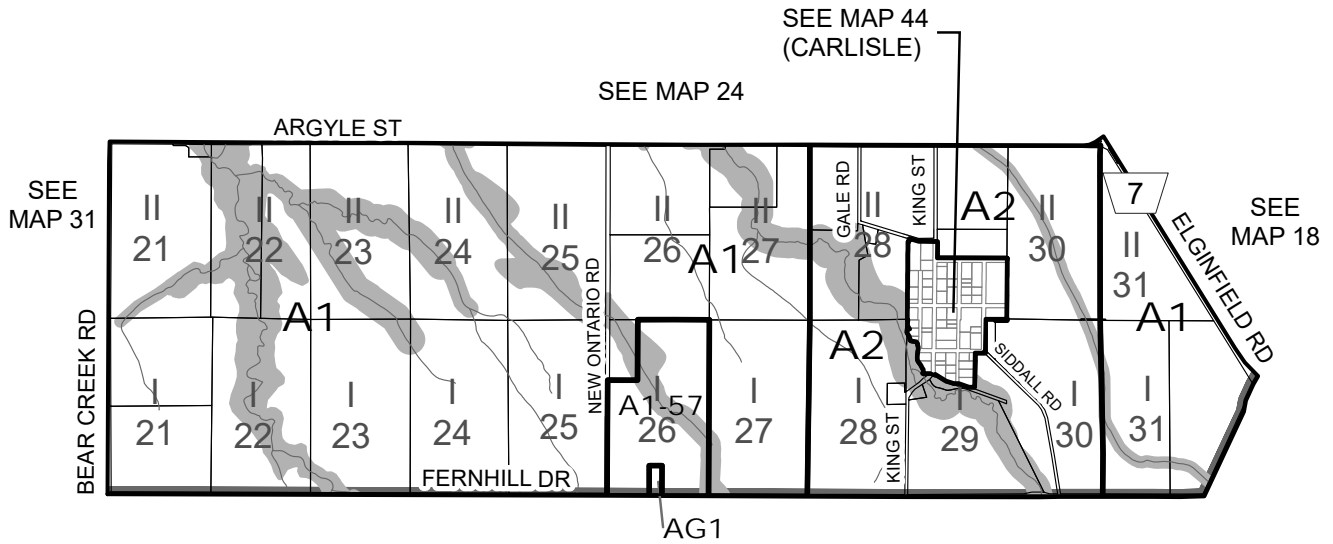 SEE MAP 44
(CARLISLE)
SEE MAP 24
ARGYLE ST
SEE
MAP 31
SEE
MAP 18
7
ELGINFIELD RD
BEAR CREEK RD
NEW ONTARIO RD
GALE RD
KING ST
II
21
II
22
II
23
II
24
II
25
II
26
II
27
II
28
II
30
II
31
A1
A1
A2
A2
A1
I
21
I
22
I
23
I
24
I
25
I
26
A1-57
I
27
I
28
KING ST
I
29
SIDDALL RD
I
30
I
31
FERNHILL DR
AG1